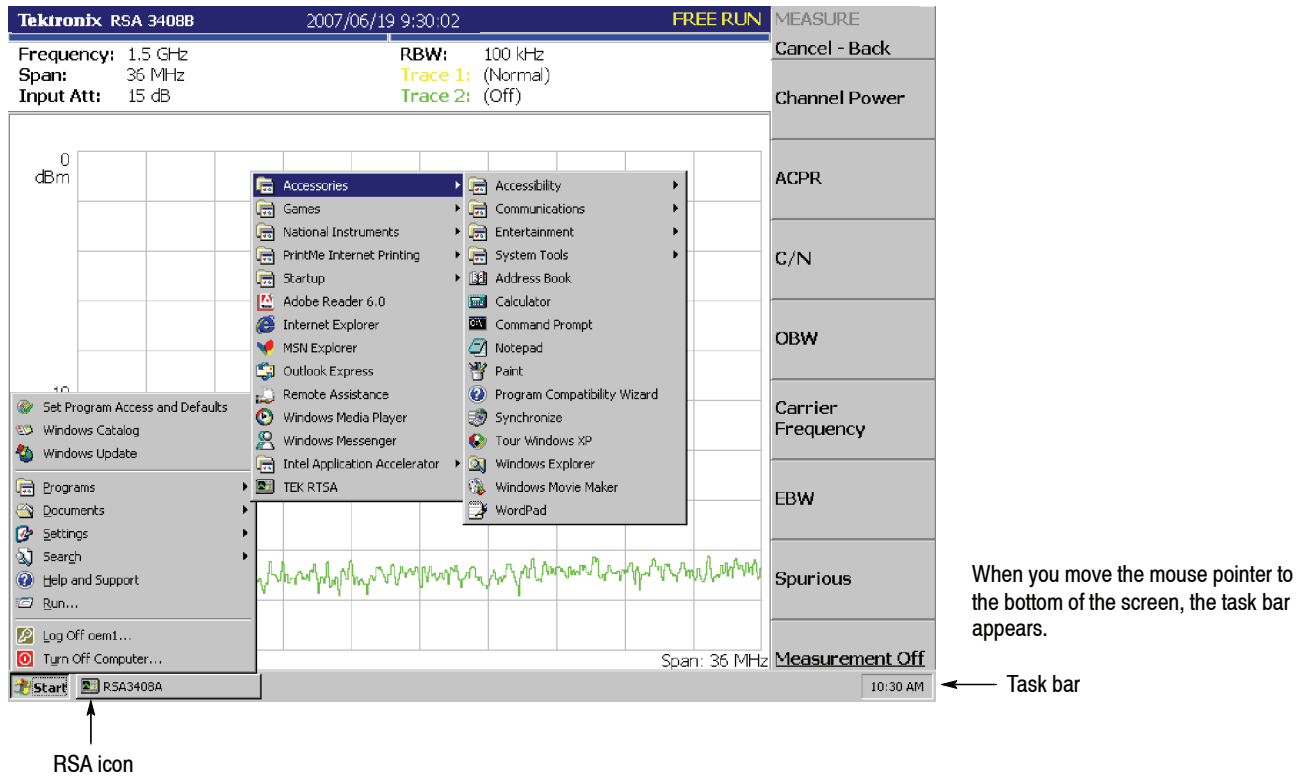 Tektronix RSA 3408B 2007/06/19 9:30:02 FREE RUN
Frequency: 1.5 GHz RBW: 100 kHz
Span: 36 MHz Trace 1: (Normal)
Input Att: 15 dB Trace 2: (Off)
MEASURE
Cancel - Back
Channel Power
ACPR
C/N
OBW
Carrier
Frequency
EBW
Spurious
Measurement Off
0
dBm
Accessories
Games
National Instruments
PrintMe Internet Printing
Startup
Adobe Reader 6.0
Internet Explorer
MSN Explorer
Outlook Express
Remote Assistance
Windows Media Player
Windows Messenger
Intel Application Accelerator
TEK RTSA
Accessibility
Communications
Entertainment
System Tools
Address Book
Calculator
Command Prompt
Notepad
Paint
Program Compatibility Wizard
Synchronize
Tour Windows XP
Windows Explorer
Windows Movie Maker
WordPad
Set Program Access and Defaults
Windows Catalog
Windows Update
Programs
Documents
Settings
Search
Help and Support
Run...
Log Off oem1...
Turn Off Computer...
Span: 36 MHz
Start RSA3408A 10:30 AM
When you move the mouse pointer to
the bottom of the screen, the task bar
appears.
Task bar
RSA icon